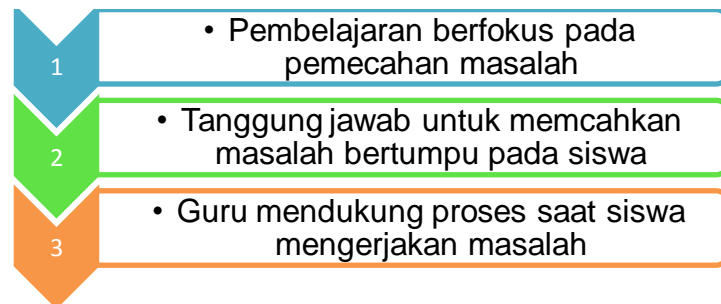 1
• Pembelajaran berfokus pada
pemecahan masalah
2
• Tanggung jawab untuk memcahkan
masalah bertumpu pada siswa
3
• Guru mendukung proses saat siswa
mengerjakan masalah